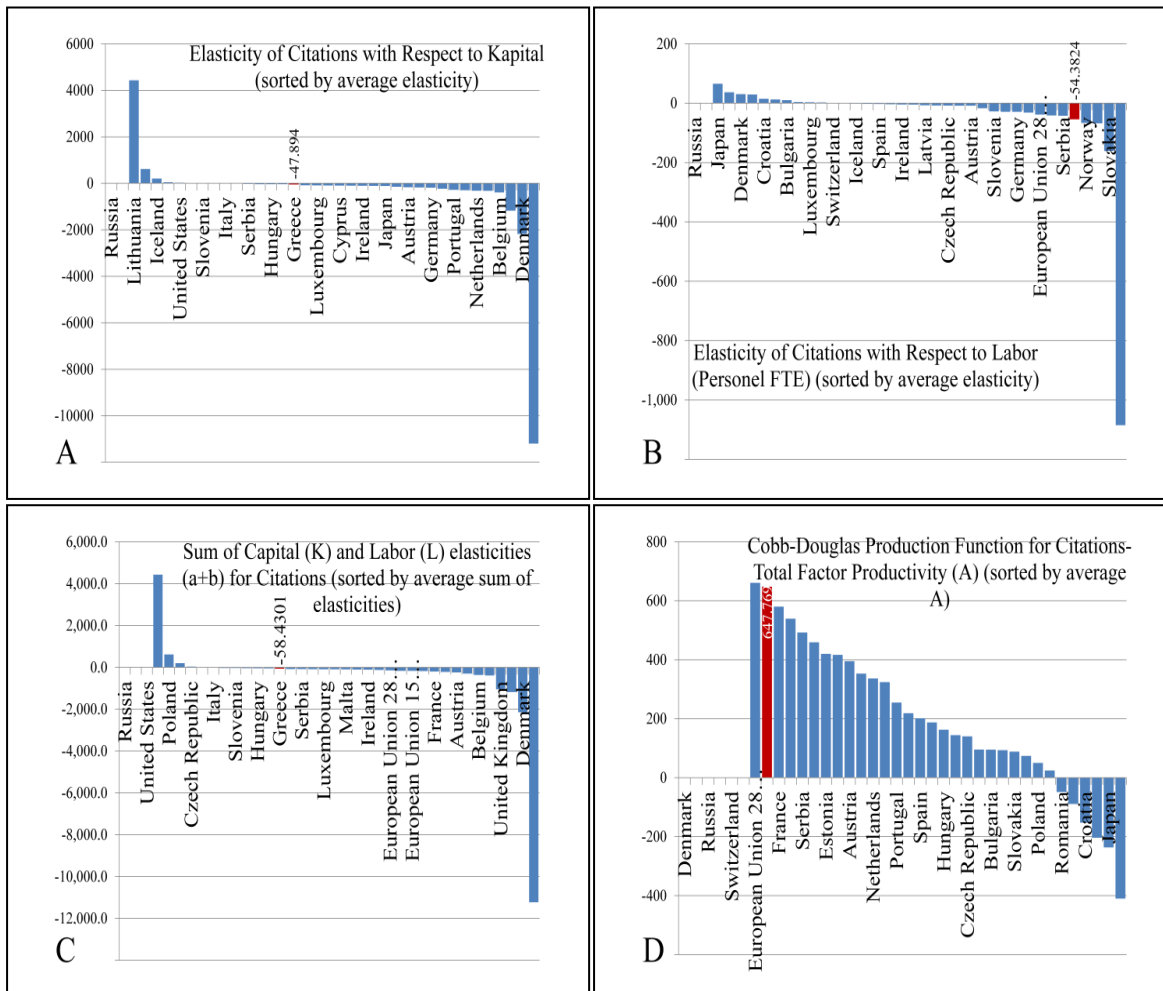 6000
4000
2000
0
-2000
-4000
-6000
-8000
-10000
Elasticity of Citations with Respect to Kapital
(sorted by average elasticity)
-47.894
Russia
Lithuania
Iceland
United States
Slovenia
Italy
Serbia
Hungary
Greece
Luxembourg
Cyprus
Ireland
Japan
Austria
Germany
Portugal
Netherlands
Belgium
Denmark
A
200
0
-200
-400
-600
-800
-1,000
-54.3824
Russia
Japan
Denmark
Croatia
Bulgaria
Luxembourg
Switzerland
Iceland
Spain
Ireland
Latvia
Czech Republic
Austria
Slovenia
Germany
European Union 28…
Serbia
Norway
Slovakia
Elasticity of Citations with Respect to Labor
(Personel FTE) (sorted by average elasticity)
B
6,000.0
4,000.0
2,000.0
0.0
-2,000.0
-4,000.0
-6,000.0
-8,000.0
-10,000.0
-12,000.0
Sum of Capital (K) and Labor (L) elasticities
(a+b) for Citations (sorted by average sum of
elasticities)
-58.4301
Russia
United States
Poland
Czech Republic
Italy
Slovenia
Hungary
Greece
Serbia
Luxembourg
Malta
Ireland
European Union 28…
European Union 15…
France
Austria
Belgium
United Kingdom
Denmark
C
800
600
400
200
0
-200
-400
-600
Cobb-Douglas Production Function for Citations-
Total Factor Productivity (A) (sorted by average
A)
647.769
Denmark
Russia
Switzerland
European Union 28…
France
Serbia
Estonia
Austria
Netherlands
Portugal
Spain
Hungary
Czech Republic
Bulgaria
Slovakia
Poland
Romania
Croatia
Japan
D